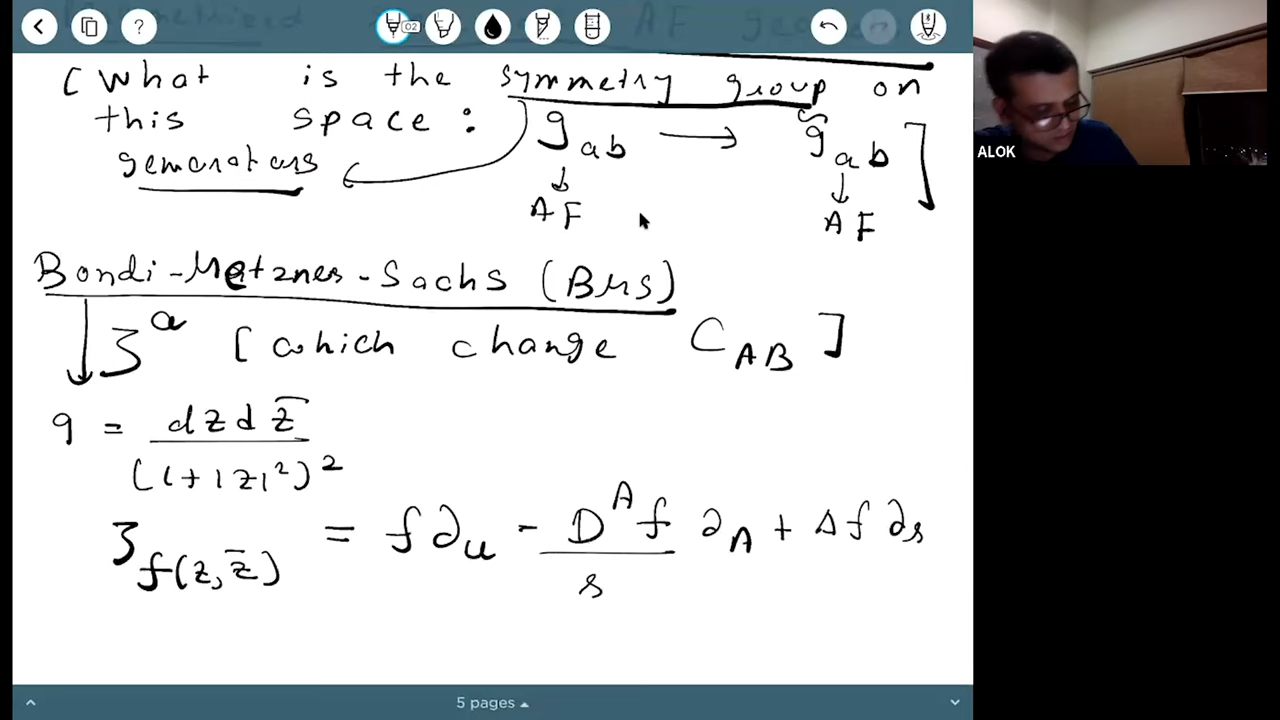 [What is the symmetry group on
this space : g_ab → g̃_ab ]
generators
AF AF
Bondi-Metzner-Sachs (BMS)
ξ^a [which change C_AB]
q = dz dz̄ / (1+|z|²)²
ξ_f(z, z̄) = f ∂_u - D^A f / r ∂_A + Δf ∂_r
ALOK
5 pages
02
?